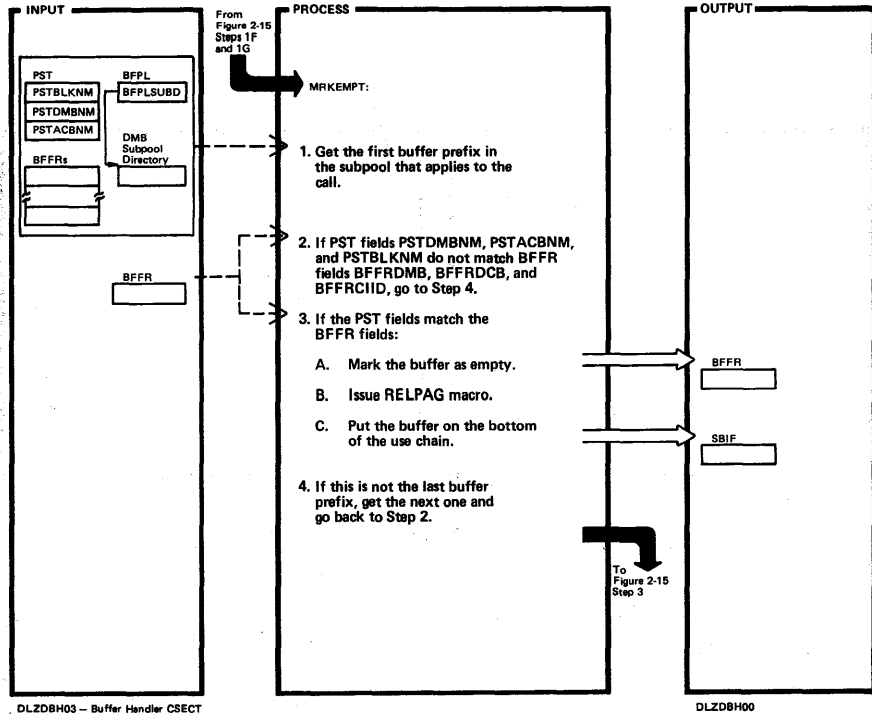 INPUT
PST
BFPL
PSTBLKNM
BFPLSUBD
PSTDMBNM
PSTACBNM
DMB
Subpool
Directory
BFFRs
BFFR
From
Figure 2-15
Steps 1F
and 1G
PROCESS
MRKEMPT:
1. Get the first buffer prefix in
the subpool that applies to the
call.
2. If PST fields PSTDMBNM, PSTACBNM,
and PSTBLKNM do not match BFFR
fields BFFRDMB, BFFRDCB, and
BFFRCIID, go to Step 4.
3. If the PST fields match the
BFFR fields:
A. Mark the buffer as empty.
B. Issue RELPAG macro.
C. Put the buffer on the bottom
of the use chain.
4. If this is not the last buffer
prefix, get the next one and
go back to Step 2.
To
Figure 2-15
Step 3
OUTPUT
BFFR
SBIF
DLZDBH03 – Buffer Handler CSECT
DLZDBH00